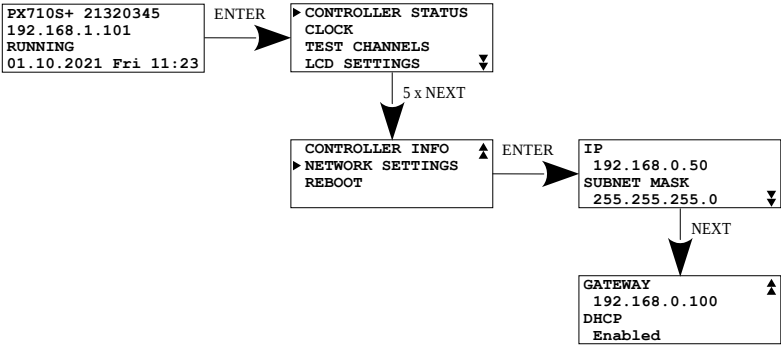 PX710S+ 21320345
192.168.1.101
RUNNING
01.10.2021 Fri 11:23
ENTER
CONTROLLER STATUS
CLOCK
TEST CHANNELS
LCD SETTINGS
5 x NEXT
CONTROLLER INFO
NETWORK SETTINGS
REBOOT
ENTER
IP
192.168.0.50
SUBNET MASK
255.255.255.0
NEXT
GATEWAY
192.168.0.100
DHCP
Enabled